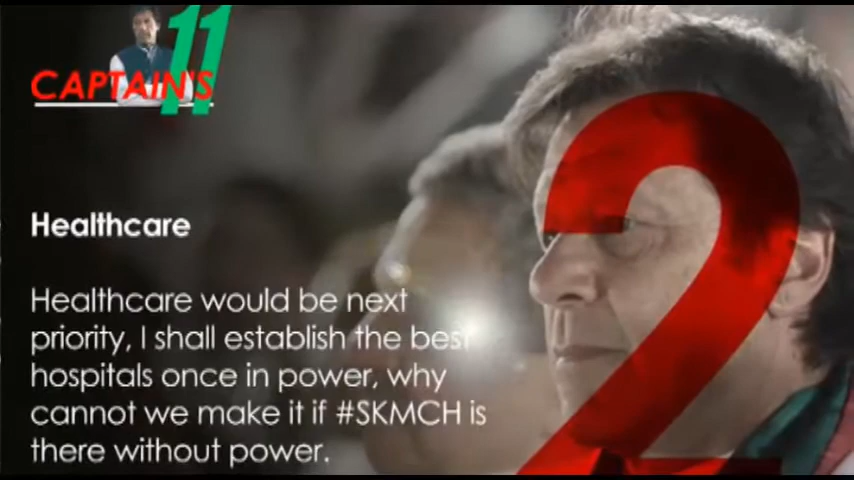 CAPTAIN'S 11
2
Healthcare
Healthcare would be next
priority, I shall establish the best
hospitals once in power, why
cannot we make it if #SKMCH is
there without power.